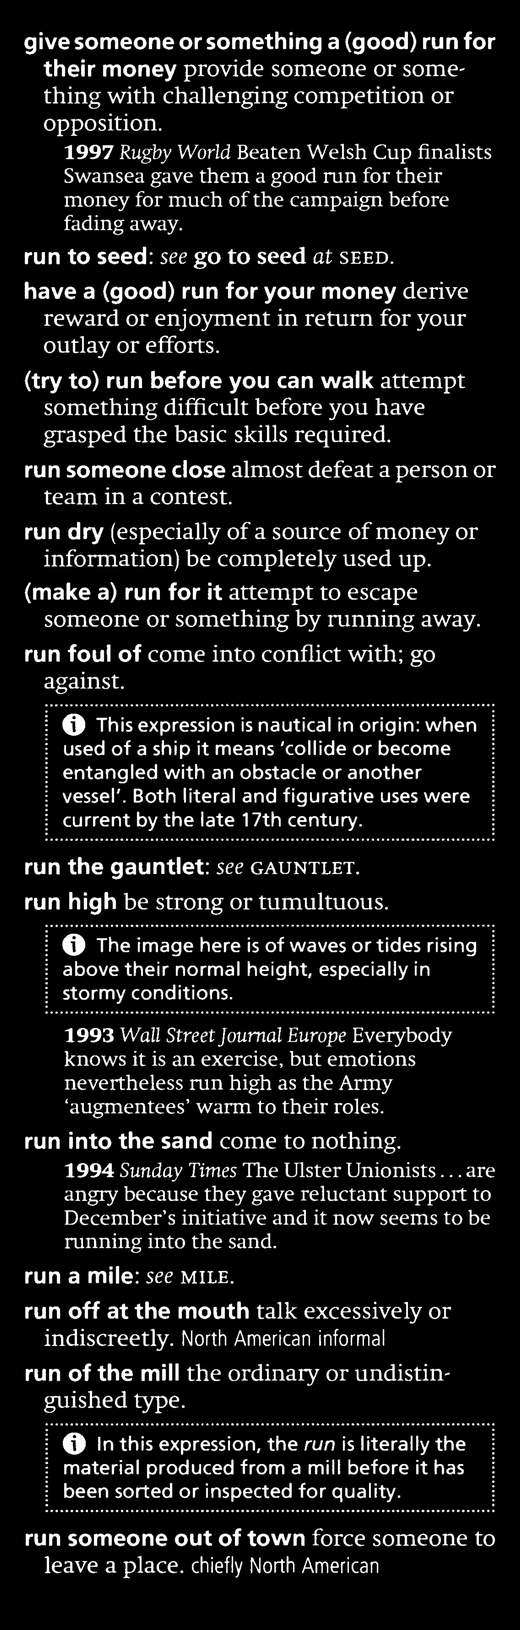 give someone or something a (good) run for
their money provide someone or some-
thing with challenging competition or
opposition.
1997 Rugby World Beaten Welsh Cup finalists
Swansea gave them a good run for their
money for much of the campaign before
fading away.
run to seed: see go to seed at SEED.
have a (good) run for your money derive
reward or enjoyment in return for your
outlay or efforts.
(try to) run before you can walk attempt
something difficult before you have
grasped the basic skills required.
run someone close almost defeat a person or
team in a contest.
run dry (especially of a source of money or
information) be completely used up.
(make a) run for it attempt to escape
someone or something by running away.
run foul of come into conflict with; go
against.
i This expression is nautical in origin: when
used of a ship it means ‘collide or become
entangled with an obstacle or another
vessel’. Both literal and figurative uses were
current by the late 17th century.
run the gauntlet: see GAUNTLET.
run high be strong or tumultuous.
i The image here is of waves or tides rising
above their normal height, especially in
stormy conditions.
1993 Wall Street Journal Europe Everybody
knows it is an exercise, but emotions
nevertheless run high as the Army
‘augmentees’ warm to their roles.
run into the sand come to nothing.
1994 Sunday Times The Ulster Unionists...are
angry because they gave reluctant support to
December’s initiative and it now seems to be
running into the sand.
run a mile: see MILE.
run off at the mouth talk excessively or
indiscreetly. North American informal
run of the mill the ordinary or undistin-
guished type.
i In this expression, the run is literally the
material produced from a mill before it has
been sorted or inspected for quality.
run someone out of town force someone to
leave a place. chiefly North American